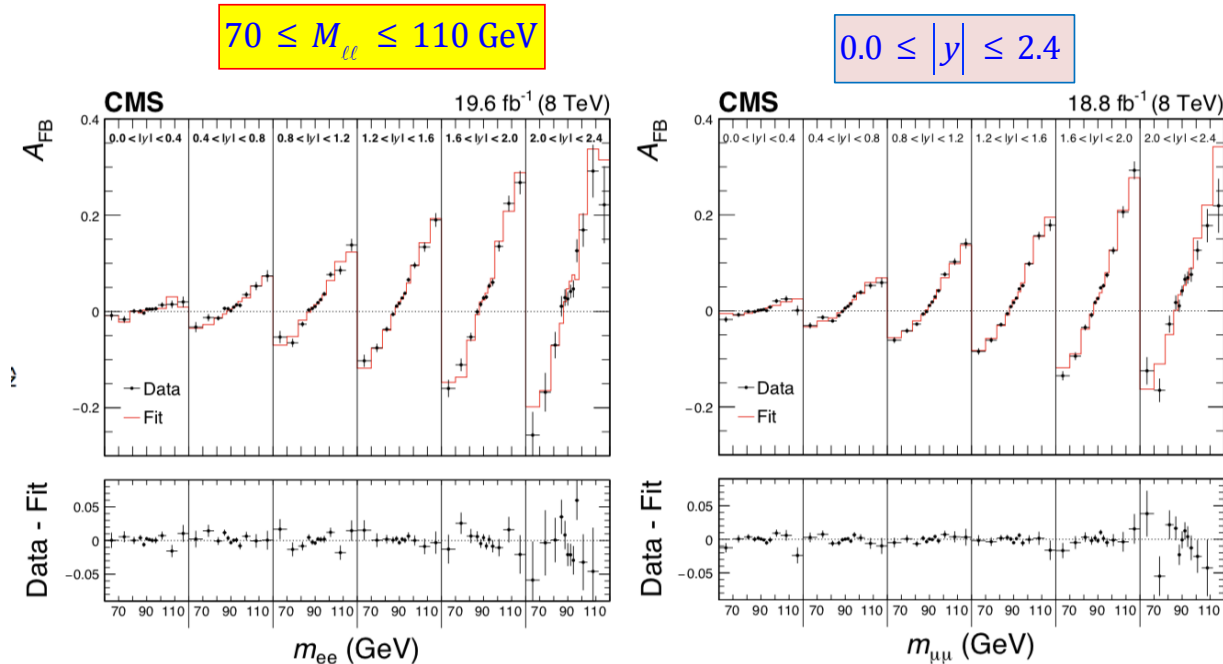 70 ≤ M_ℓℓ ≤ 110 GeV
0.0 ≤ |y| ≤ 2.4
CMS 19.6 fb⁻¹ (8 TeV)
0.0 < |y| < 0.4 0.4 < |y| < 0.8 0.8 < |y| < 1.2 1.2 < |y| < 1.6 1.6 < |y| < 2.0 2.0 < |y| < 2.4
A_FB
0.4
0.2
0
−0.2
Data
Fit
Data - Fit
0.05
0
−0.05
70 90 110 70 90 110 70 90 110 70 90 110 70 90 110 70 90 110
m_ee (GeV)
CMS 18.8 fb⁻¹ (8 TeV)
0.0 < |y| < 0.4 0.4 < |y| < 0.8 0.8 < |y| < 1.2 1.2 < |y| < 1.6 1.6 < |y| < 2.0 2.0 < |y| < 2.4
A_FB
0.4
0.2
0
−0.2
Data
Fit
Data - Fit
0.05
0
−0.05
70 90 110 70 90 110 70 90 110 70 90 110 70 90 110 70 90 110
m_μμ (GeV)